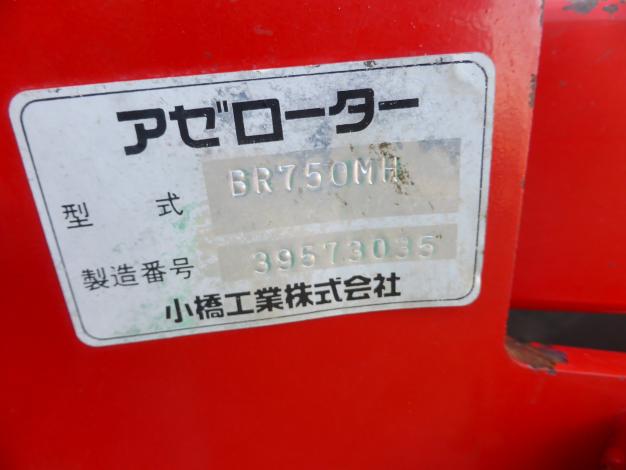 アゼローター
型式 BR750MH
製造番号 39573035
小橋工業株式会社